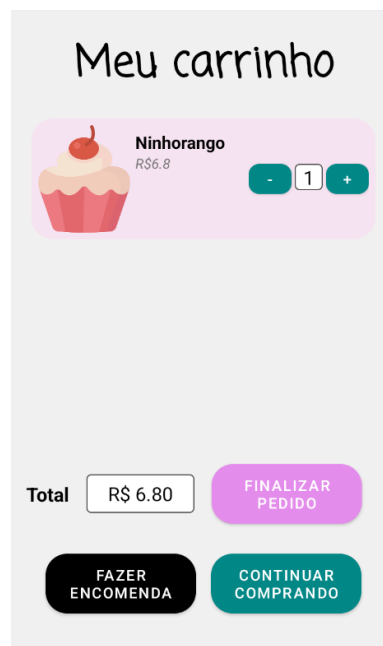 Meu carrinho
Ninhorango
R$6.8
- 1 +
Total R$ 6.80
FINALIZAR
PEDIDO
FAZER
ENCOMENDA
CONTINUAR
COMPRANDO